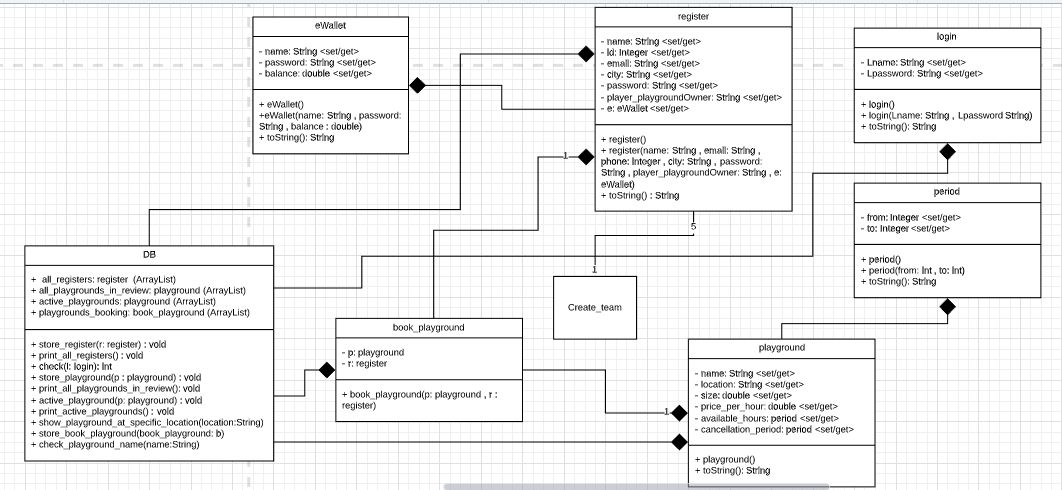 eWallet
- name: String <set/get>
- password: String <set/get>
- balance: double <set/get>
+ eWallet()
+eWallet(name: String , password:
String , balance : double)
+ toString(): String
register
- name: String <set/get>
- id: Integer <set/get>
- email: String <set/get>
- city: String <set/get>
- password: String <set/get>
- player_playgroundOwner: String <set/get>
- e: eWallet <set/get>
+ register()
+ register(name: String , email: String ,
phone: Integer , city: String , password:
String , player_playgroundOwner: String , e:
eWallet)
+ toString() : String
login
- Lname: String <set/get>
- Lpassword: String <set/get>
+ login()
+ login(Lname: String , Lpassword String)
+ toString(): String
period
- from: Integer <set/get>
- to: Integer <set/get>
+ period()
+ period(from: Int , to: Int)
+ toString(): String
1
5
1
Create_team
DB
+ all_registers: register (ArrayList)
+ all_playgrounds_in_review: playground (ArrayList)
+ active_playgrounds: playground (ArrayList)
+ playgrounds_booking: book_playground (ArrayList)
+ store_register(r: register) : void
+ print_all_registers() : void
+ check(l: login): Int
+ store_playground(p : playground) : void
+ print_all_playgrounds_in_review(): void
+ active_playground(p: playground) : void
+ print_active_playgrounds() : void
+ show_playground_at_specific_location(location:String)
+ store_book_playground(book_playground: b)
+ check_playground_name(name:String)
book_playground
- p: playground
- r: register
+ book_playground(p: playground , r :
register)
1
playground
- name: String <set/get>
- location: String <set/get>
- size: double <set/get>
- price_per_hour: double <set/get>
- available_hours: period <set/get>
- cancellation_period: period <set/get>
+ playground()
+ toString(): String